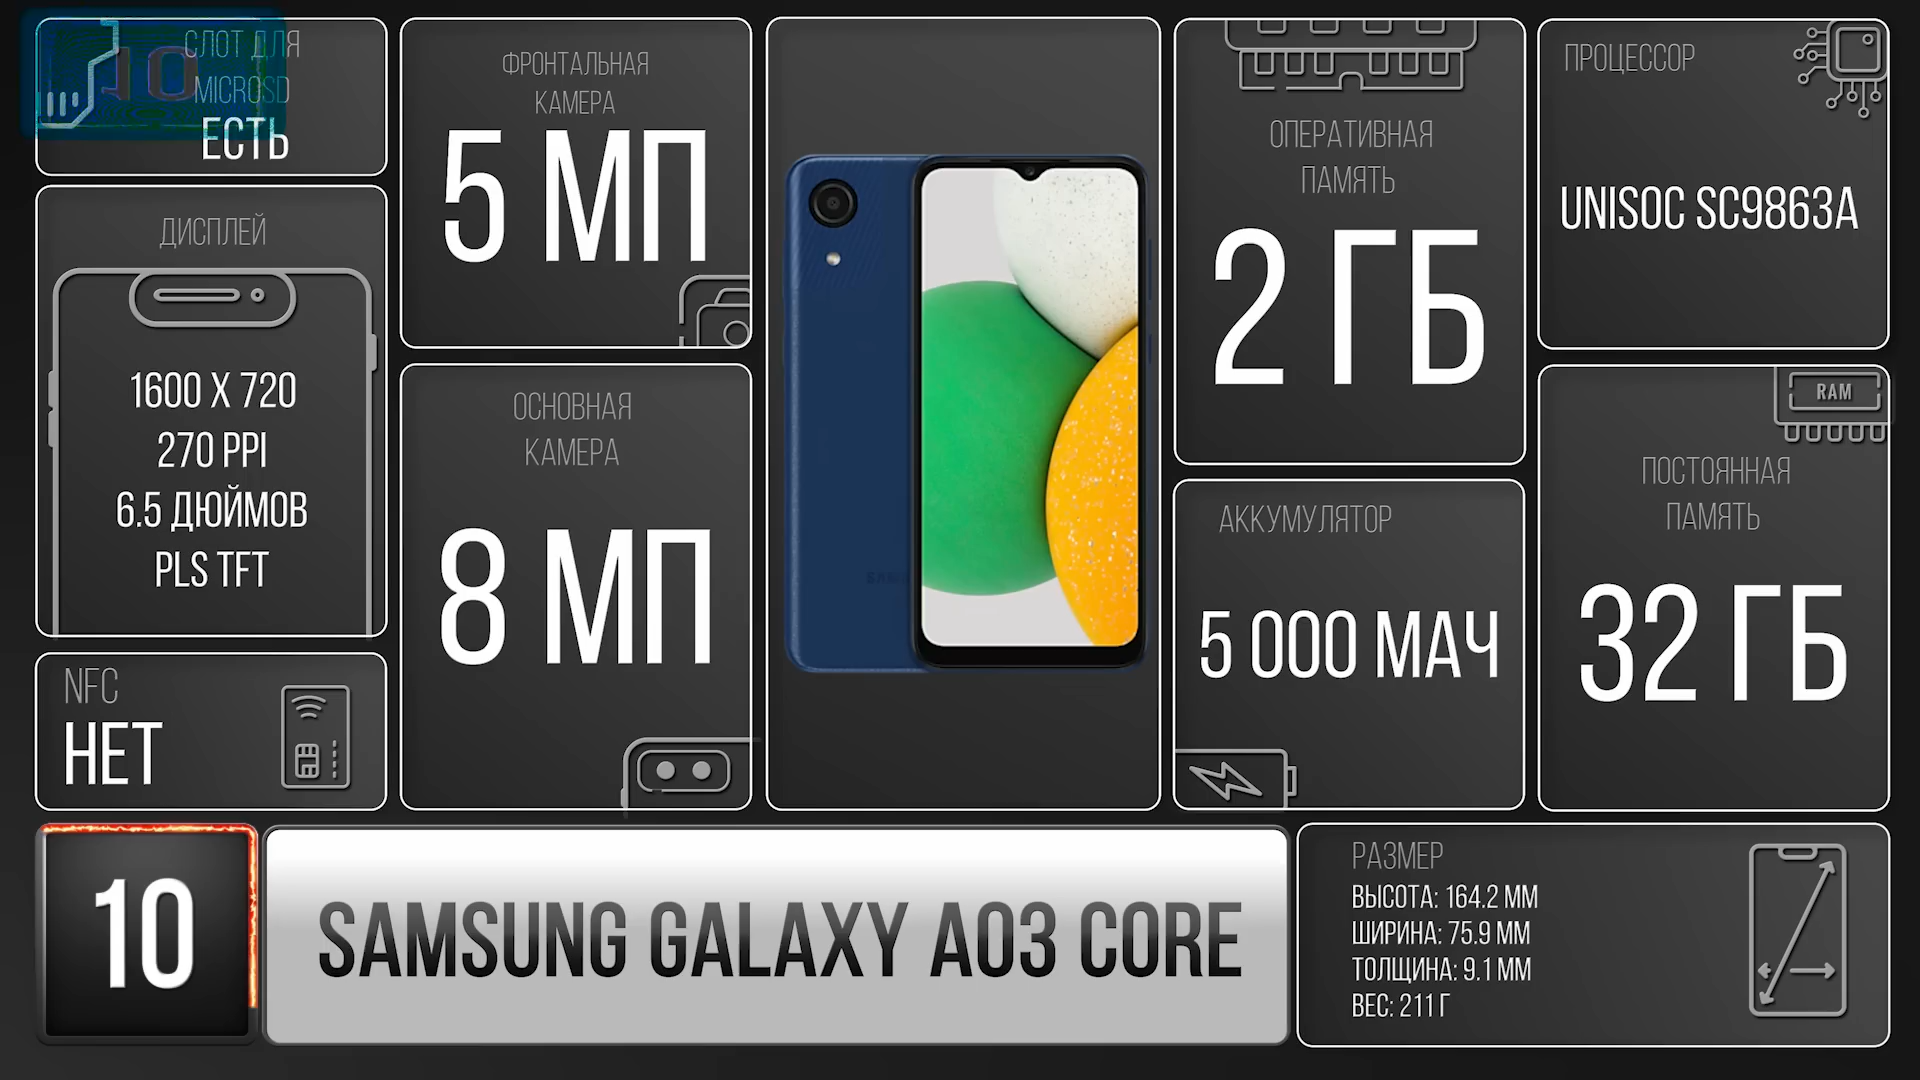 СЛОТ ДЛЯ
MICROSD
ЕСТЬ
10
ДИСПЛЕЙ
1600 X 720
270 PPI
6.5 ДЮЙМОВ
PLS TFT
NFC
НЕТ
ФРОНТАЛЬНАЯ
КАМЕРА
5 МП
ОСНОВНАЯ
КАМЕРА
8 МП
ОПЕРАТИВНАЯ
ПАМЯТЬ
2 ГБ
АККУМУЛЯТОР
5 000 МАЧ
ПРОЦЕССОР
UNISOC SC9863A
RAM
ПОСТОЯННАЯ
ПАМЯТЬ
32 ГБ
10
SAMSUNG GALAXY A03 CORE
РАЗМЕР
ВЫСОТА: 164.2 ММ
ШИРИНА: 75.9 ММ
ТОЛЩИНА: 9.1 ММ
ВЕС: 211 Г